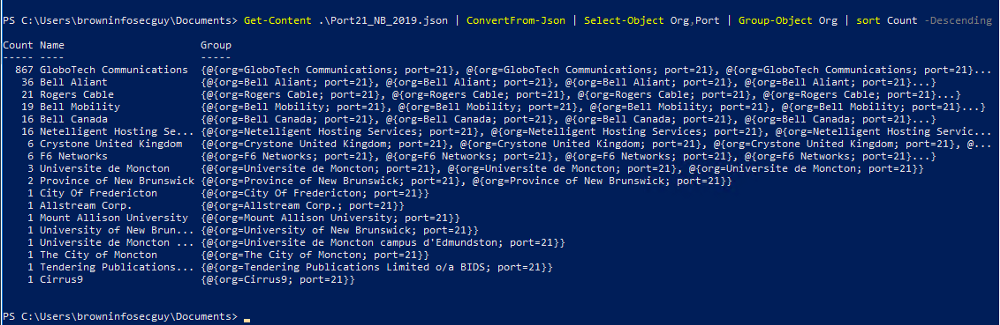 PS C:\Users\browninfosecguy\Documents> Get-Content .\Port21_NB_2019.json | ConvertFrom-Json | Select-Object Org,Port | Group-Object Org | sort Count -Descending
Count Name Group
----- ---- -----
867 GloboTech Communications {@{org=GloboTech Communications; port=21}, @{org=GloboTech Communications; port=21}, @{org=GloboTech Communications; port=21}...
36 Bell Aliant {@{org=Bell Aliant; port=21}, @{org=Bell Aliant; port=21}, @{org=Bell Aliant; port=21}, @{org=Bell Aliant; port=21}...}
21 Rogers Cable {@{org=Rogers Cable; port=21}, @{org=Rogers Cable; port=21}, @{org=Rogers Cable; port=21}, @{org=Rogers Cable; port=21}...}
19 Bell Mobility {@{org=Bell Mobility; port=21}, @{org=Bell Mobility; port=21}, @{org=Bell Mobility; port=21}, @{org=Bell Mobility; port=21}...}
16 Bell Canada {@{org=Bell Canada; port=21}, @{org=Bell Canada; port=21}, @{org=Bell Canada; port=21}, @{org=Bell Canada; port=21}...}
16 Netelligent Hosting Se... {@{org=Netelligent Hosting Services; port=21}, @{org=Netelligent Hosting Services; port=21}, @{org=Netelligent Hosting Servic...
6 Crystone United Kingdom {@{org=Crystone United Kingdom; port=21}, @{org=Crystone United Kingdom; port=21}, @{org=Crystone United Kingdom; port=21}, @...
6 F6 Networks {@{org=F6 Networks; port=21}, @{org=F6 Networks; port=21}, @{org=F6 Networks; port=21}, @{org=F6 Networks; port=21}...}
3 Universite de Moncton {@{org=Universite de Moncton; port=21}, @{org=Universite de Moncton; port=21}, @{org=Universite de Moncton; port=21}}
2 Province of New Brunswick {@{org=Province of New Brunswick; port=21}, @{org=Province of New Brunswick; port=21}}
1 City Of Fredericton {@{org=City Of Fredericton; port=21}}
1 Allstream Corp. {@{org=Allstream Corp.; port=21}}
1 Mount Allison University {@{org=Mount Allison University; port=21}}
1 University of New Brun... {@{org=University of New Brunswick; port=21}}
1 Universite de Moncton ... {@{org=Universite de Moncton campus d'Edmundston; port=21}}
1 The City of Moncton {@{org=The City of Moncton; port=21}}
1 Tendering Publications... {@{org=Tendering Publications Limited o/a BIDS; port=21}}
1 Cirrus9 {@{org=Cirrus9; port=21}}
PS C:\Users\browninfosecguy\Documents>